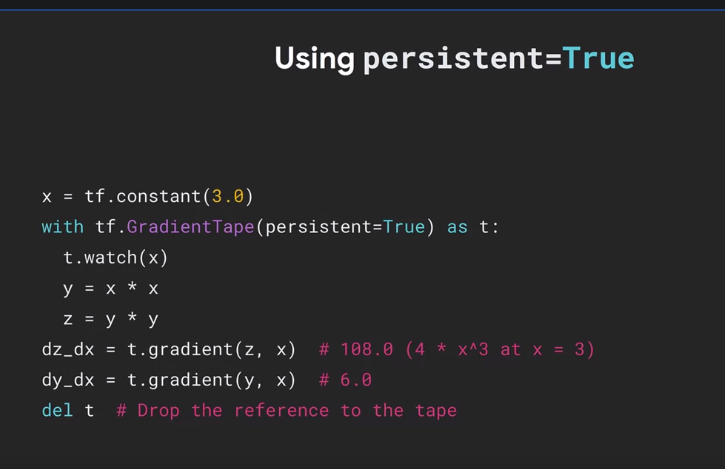 Using persistent=True
x = tf.constant(3.0)
with tf.GradientTape(persistent=True) as t:
  t.watch(x)
  y = x * x
  z = y * y
dz_dx = t.gradient(z, x)  # 108.0 (4 * x^3 at x = 3)
dy_dx = t.gradient(y, x)  # 6.0
del t  # Drop the reference to the tape